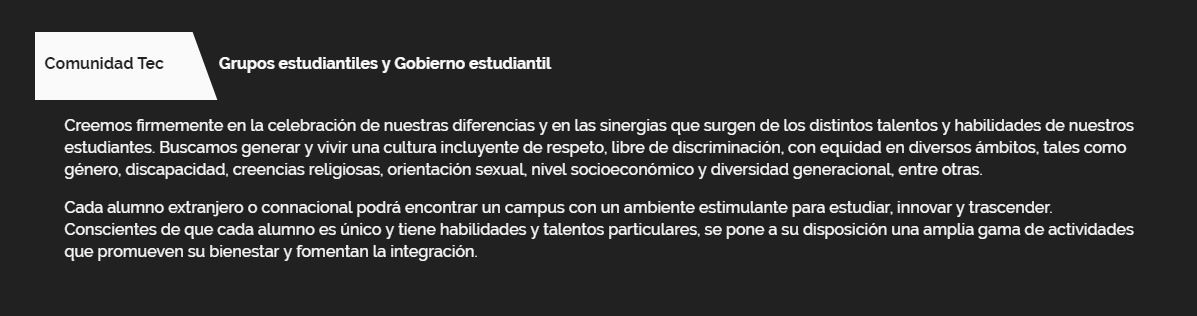 Comunidad Tec
Grupos estudiantiles y Gobierno estudiantil
Creemos firmemente en la celebración de nuestras diferencias y en las sinergias que surgen de los distintos talentos y habilidades de nuestros
estudiantes. Buscamos generar y vivir una cultura incluyente de respeto, libre de discriminación, con equidad en diversos ámbitos, tales como
género, discapacidad, creencias religiosas, orientación sexual, nivel socioeconómico y diversidad generacional, entre otras.
Cada alumno extranjero o connacional podrá encontrar un campus con un ambiente estimulante para estudiar, innovar y trascender.
Conscientes de que cada alumno es único y tiene habilidades y talentos particulares, se pone a su disposición una amplia gama de actividades
que promueven su bienestar y fomentan la integración.